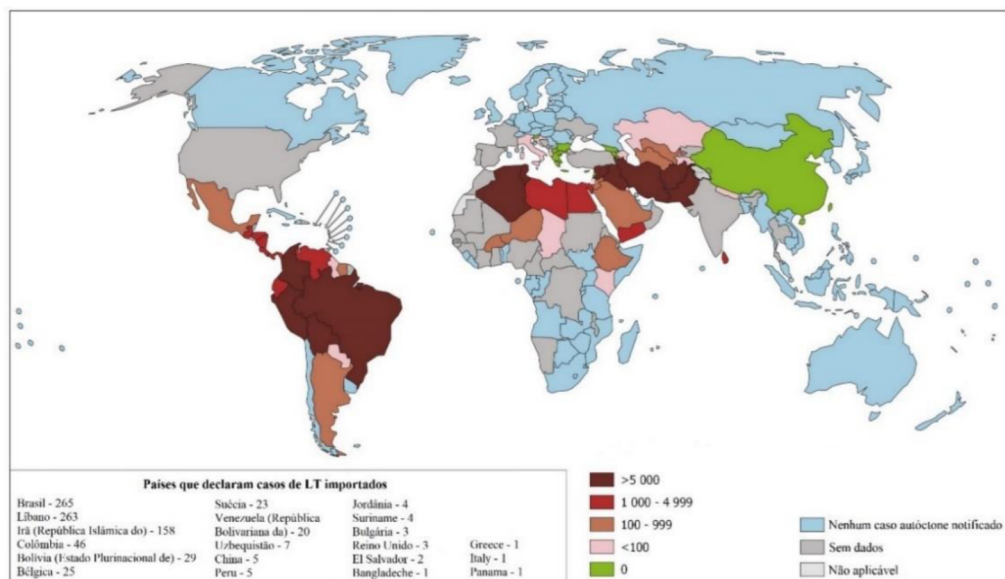 Países que declaram casos de LT importados
Brasil - 265
Líbano - 263
Irã (República Islâmica do) - 158
Colômbia - 46
Bolívia (Estado Plurinacional de) - 29
Bélgica - 25
Suécia - 23
Venezuela (República
Bolivariana da) - 20
Uzbequistão - 7
China - 5
Peru - 5
Jordânia - 4
Suriname - 4
Bulgária - 3
Reino Unido - 3
El Salvador - 2
Bangladeche - 1
Greece - 1
Italy - 1
Panama - 1
>5 000
1 000 - 4 999
100 - 999
<100
0
Nenhum caso autóctone notificado
Sem dados
Não aplicável